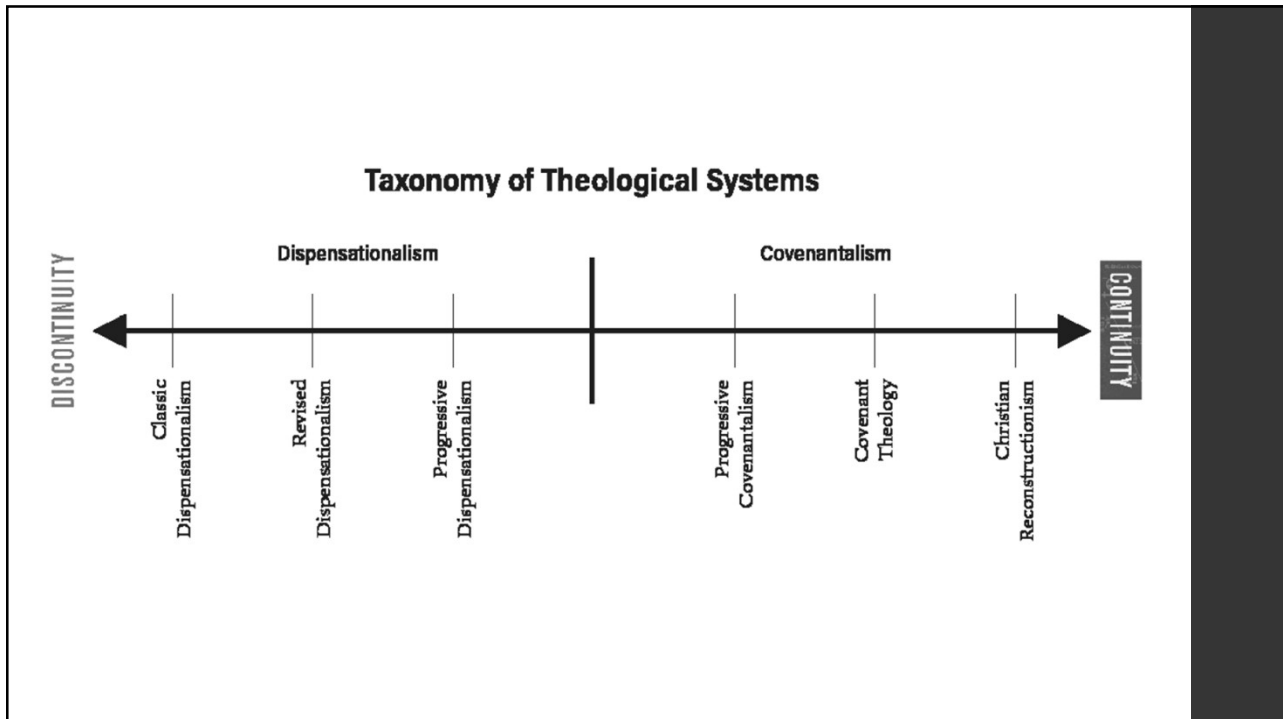 Taxonomy of Theological Systems
Dispensationalism
Covenantalism
DISCONTINUITY
CONTINUITY
Classic
Dispensationalism
Revised
Dispensationalism
Progressive
Dispensationalism
Progressive
Covenantalism
Covenant
Theology
Christian
Reconstructionism